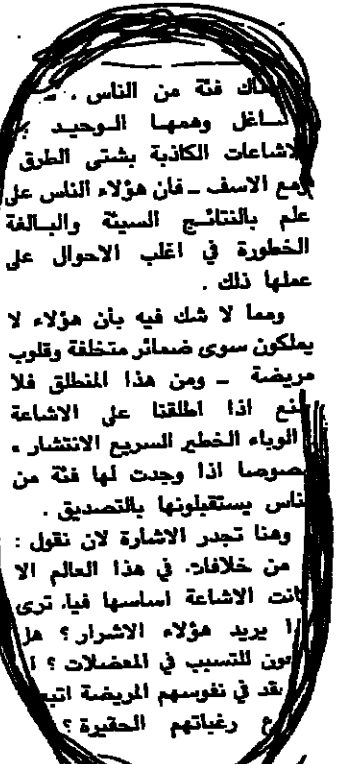 فئة من الناس .
وهمها الوحيد
الاشاعات الكاذبة بشتى الطرق
ومع الاسف ـ فان هؤلاء الناس على
علم بالنتائج السيئة والبالغة
الخطورة في اغلب الاحوال على
عملها ذلك .
ومما لا شك فيه بأن هؤلاء لا
يملكون سوى ضمائر متخلفة وقلوب
مريضة ـ ومن هذا المنطلق فلا
اذا اطلقنا على الاشاعة
الوباء الخطير السريع الانتشار »
خصوصا اذا وجدت لها فئة من
الناس يستقبلونها بالتصديق .
وهنا تجدر الاشارة لان نقول :
من خلافات. في هذا العالم الا
كانت الاشاعة اساسها فيا. ترى
يريد هؤلاء الاشرار ؟ هل
للتسبب في المعضلات ؟
في نفوسهم المريضة
رغباتهم الحقيرة ؟